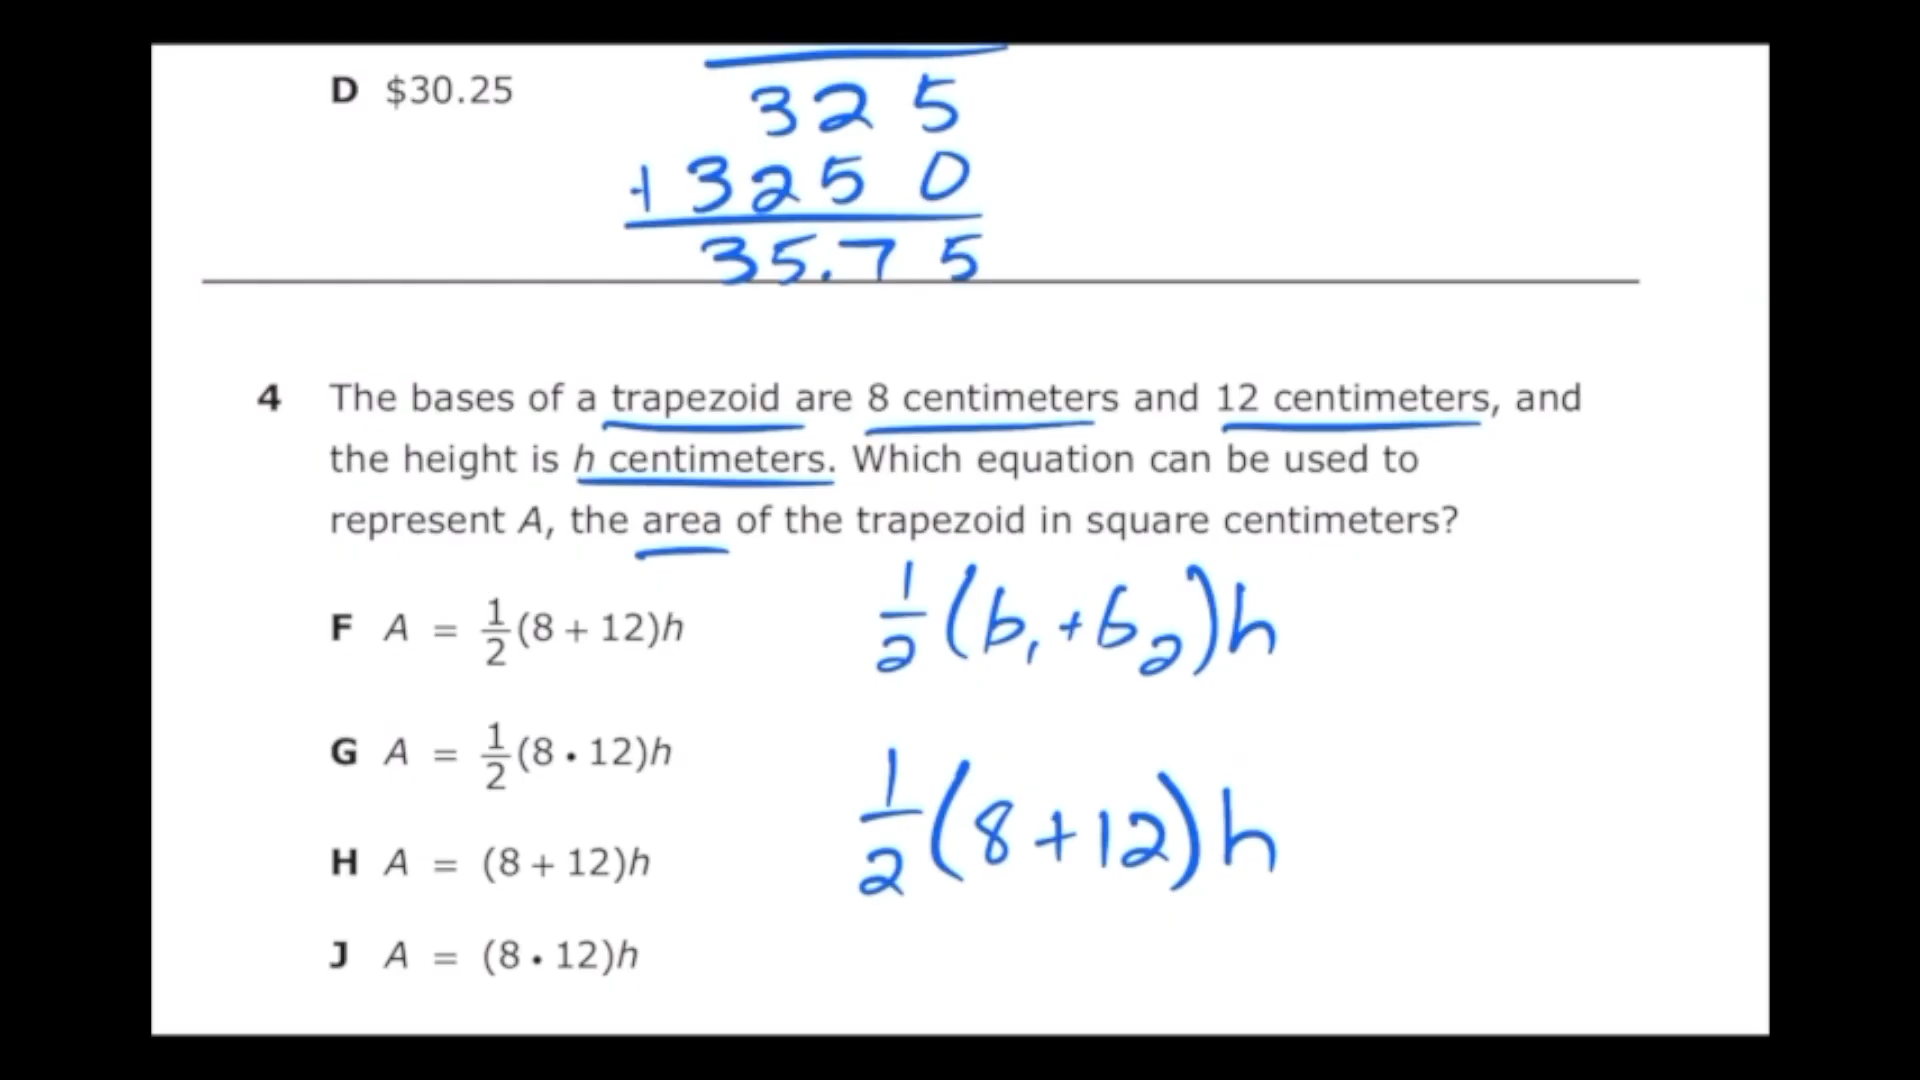 D $30.25
325
+3250
35.75
4 The bases of a trapezoid are 8 centimeters and 12 centimeters, and
the height is h centimeters. Which equation can be used to
represent A, the area of the trapezoid in square centimeters?
F A = 1/2(8 + 12)h
1/2(b₁+b₂)h
G A = 1/2(8 • 12)h
H A = (8 + 12)h
1/2(8+12)h
J A = (8 • 12)h